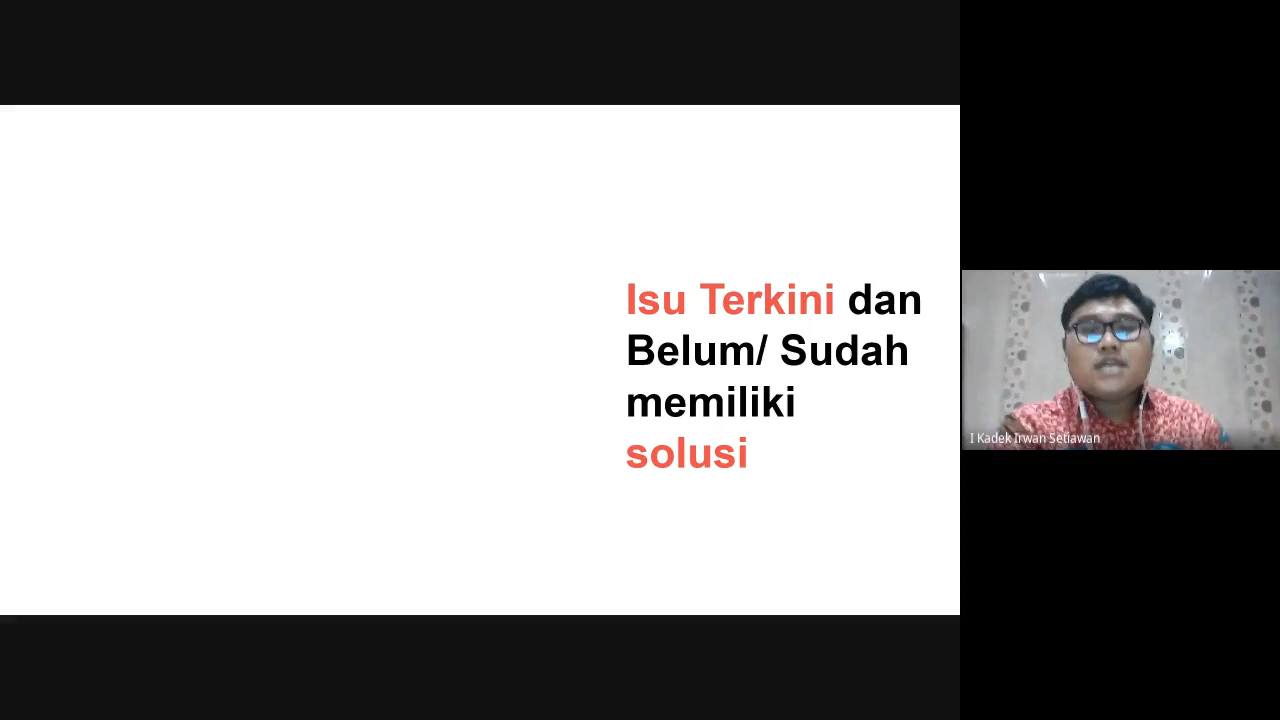 Isu Terkini dan
Belum/ Sudah
memiliki
solusi
I Kadek Irwan Setiawan